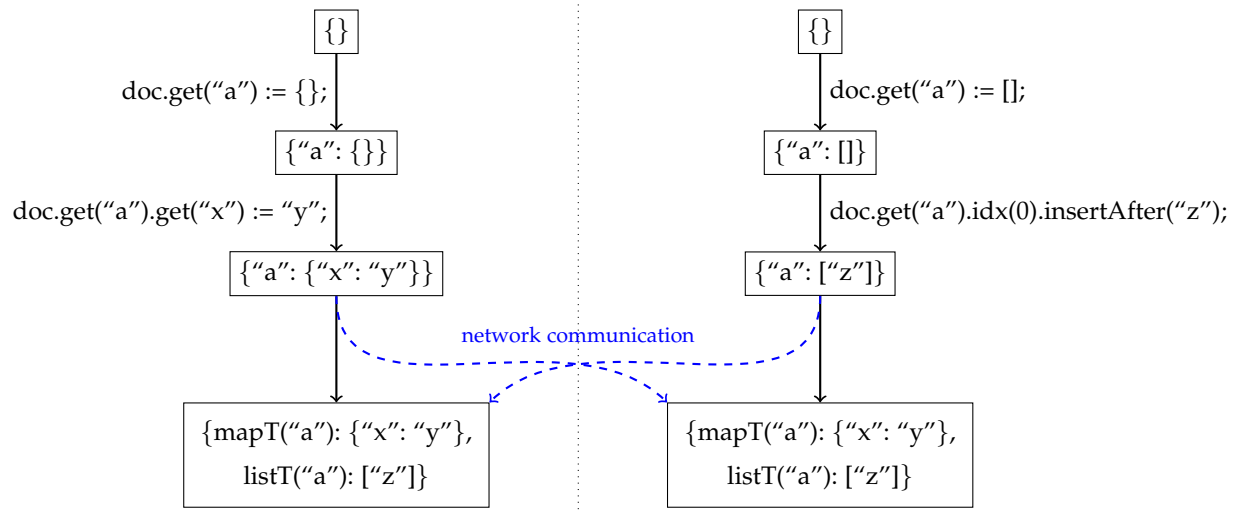 {}
doc.get(“a”) := {};
{“a”: {}}
doc.get(“a”).get(“x”) := “y”;
{“a”: {“x”: “y”}}
{}
doc.get(“a”) := [];
{“a”: []}
doc.get(“a”).idx(0).insertAfter(“z”);
{“a”: [“z”]}
network communication
{mapT(“a”): {“x”: “y”},
listT(“a”): [“z”]}
{mapT(“a”): {“x”: “y”},
listT(“a”): [“z”]}